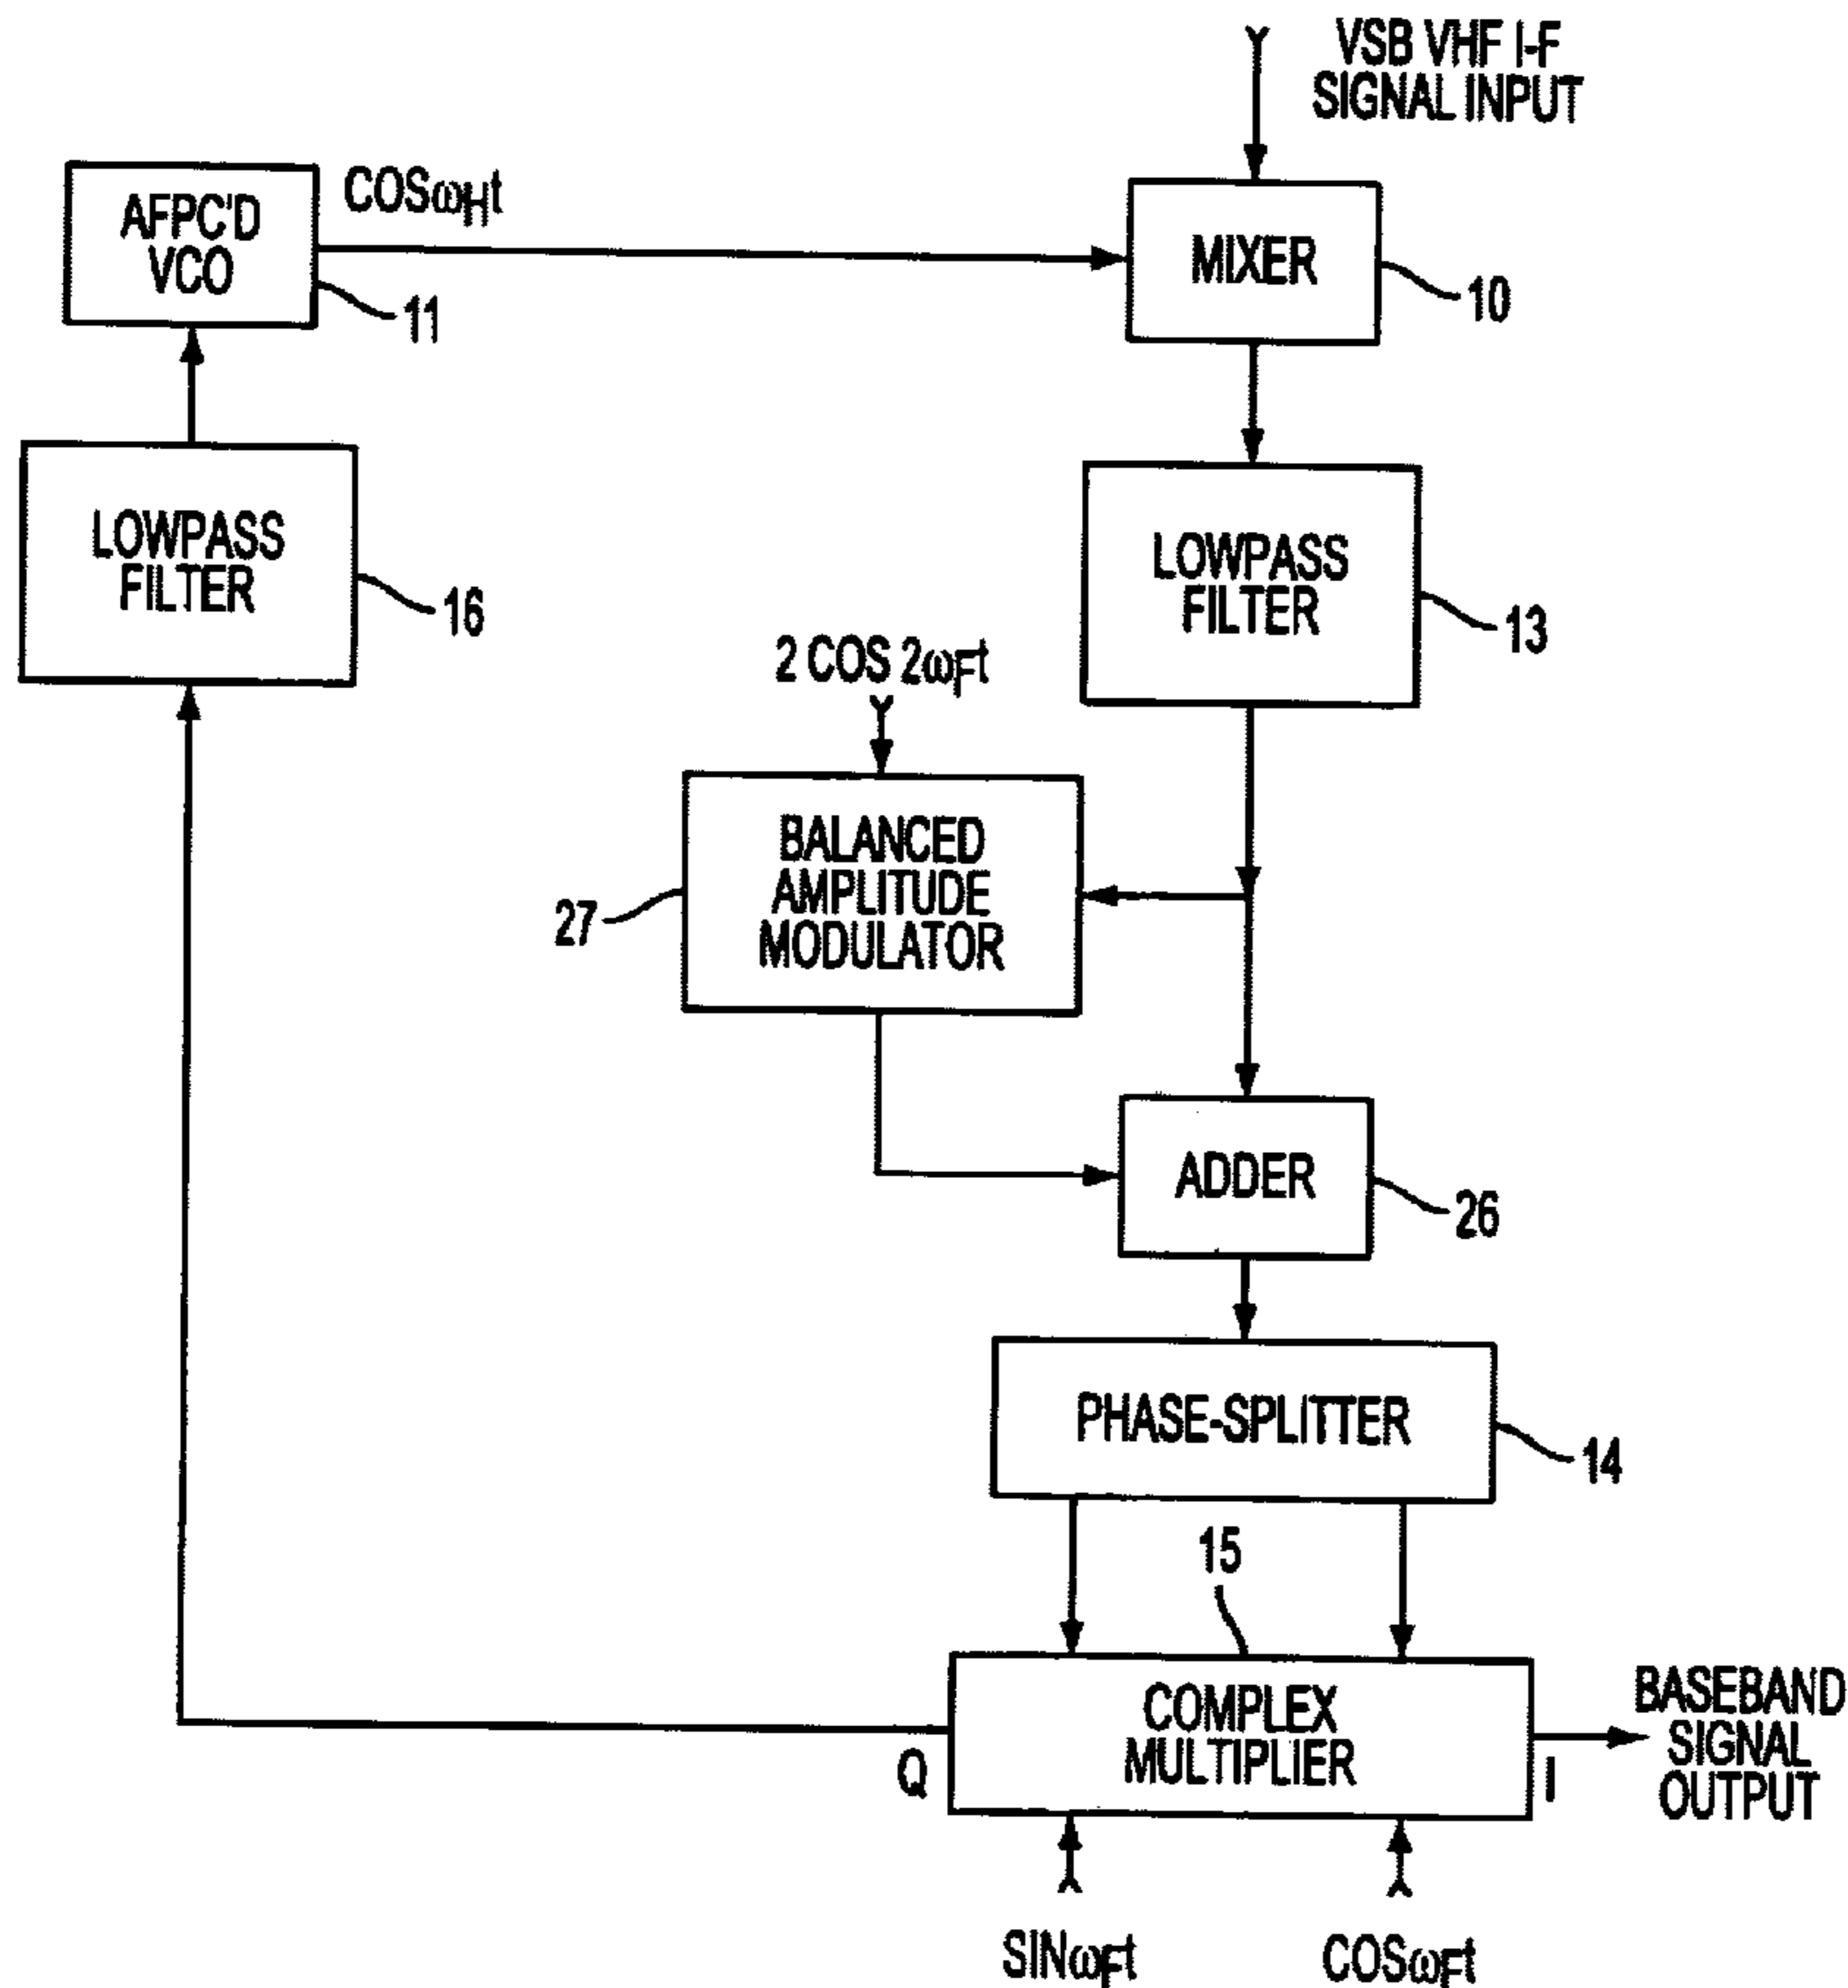 VSB VHF I-F
SIGNAL INPUT
AFPC'D
VCO
11
COSωHt
MIXER
10
LOWPASS
FILTER
16
LOWPASS
FILTER
13
2 COS 2ωFt
BALANCED
AMPLITUDE
MODULATOR
27
ADDER
26
PHASE-SPLITTER
14
15
COMPLEX
MULTIPLIER
Q
I
BASEBAND
SIGNAL
OUTPUT
SINωFt
COSωFt